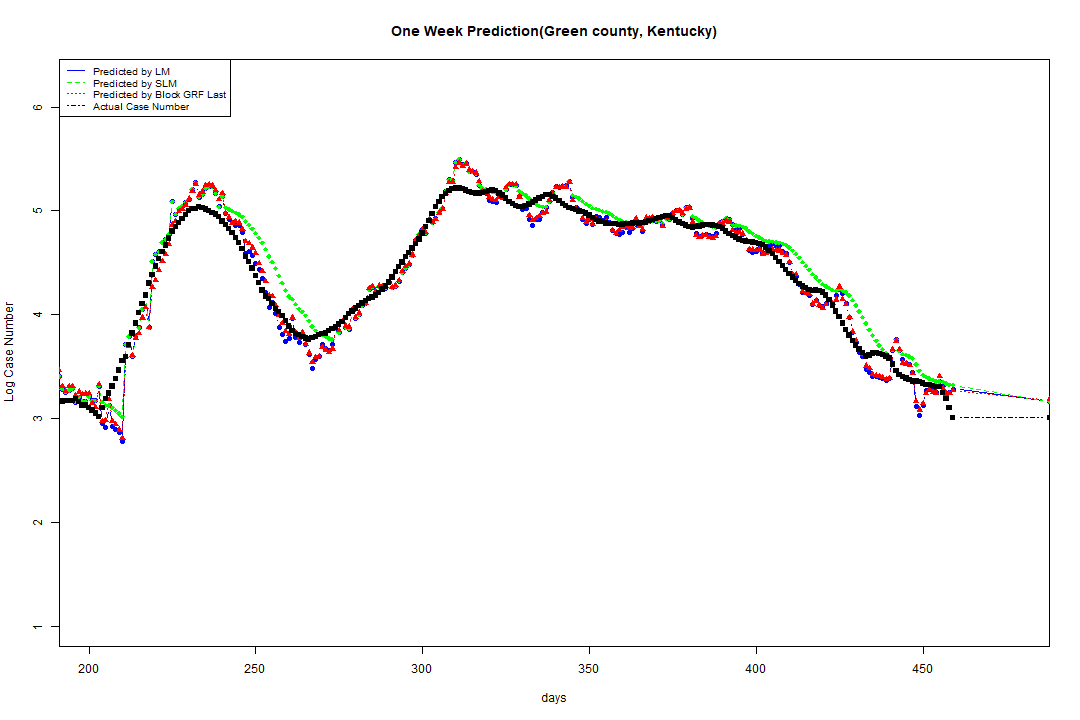 One Week Prediction(Green county, Kentucky)
Predicted by LM
Predicted by SLM
Predicted by Block GRF Last
Actual Case Number
Log Case Number
6
5
4
3
2
1
200 250 300 350 400 450
days